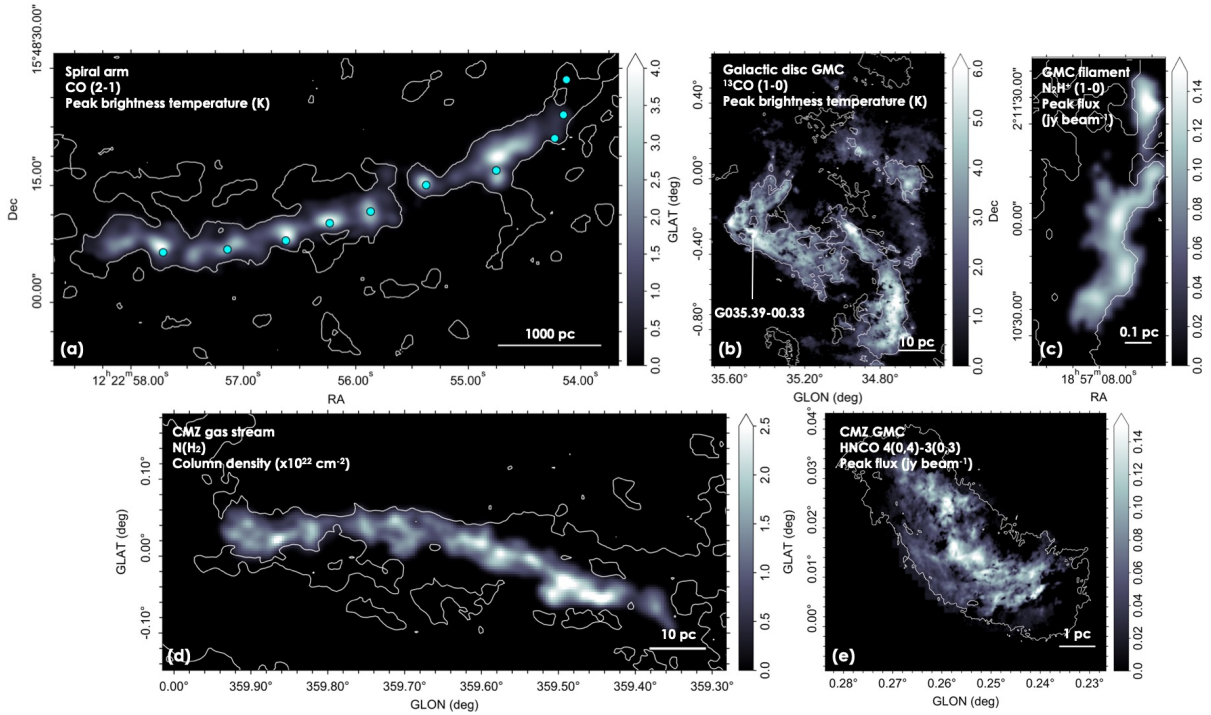 Spiral arm
CO (2-1)
Peak brightness temperature (K)
15°48'30.00"
15.00"
00.00"
Dec
(a)
1000 pc
12ʰ22ᵐ58.00ˢ
57.00ˢ
56.00ˢ
55.00ˢ
54.00ˢ
RA
4.0
3.5
3.0
2.5
2.0
1.5
1.0
0.5
0.0
Galactic disc GMC
¹³CO (1-0)
Peak brightness temperature (K)
GLAT (deg)
0.40°
0.00°
-0.40°
-0.80°
G035.39-00.33
(b)
10 pc
35.60°
35.20°
34.80°
GLON (deg)
6.0
5.0
4.0
3.0
2.0
1.0
0.0
GMC filament
N₂H⁺ (1-0)
Peak flux
(jy beam⁻¹)
Dec
2°11'30.00"
00.00"
10'30.00"
0.1 pc
(c)
18ʰ57ᵐ08.00ˢ
RA
0.14
0.12
0.10
0.08
0.06
0.04
0.02
0.00
CMZ gas stream
N(H₂)
Column density (x10²² cm⁻²)
GLAT (deg)
0.10°
0.00°
-0.10°
(d)
10 pc
0.00°
359.90°
359.80°
359.70°
359.60°
359.50°
359.40°
359.30°
GLON (deg)
2.5
2.0
1.5
1.0
0.5
0.0
CMZ GMC
HNCO 4(0,4)-3(0,3)
Peak flux (jy beam⁻¹)
GLAT (deg)
0.04°
0.03°
0.02°
0.01°
0.00°
(e)
1 pc
0.28°
0.27°
0.26°
0.25°
0.24°
0.23°
GLON (deg)
0.14
0.12
0.10
0.08
0.06
0.04
0.02
0.00